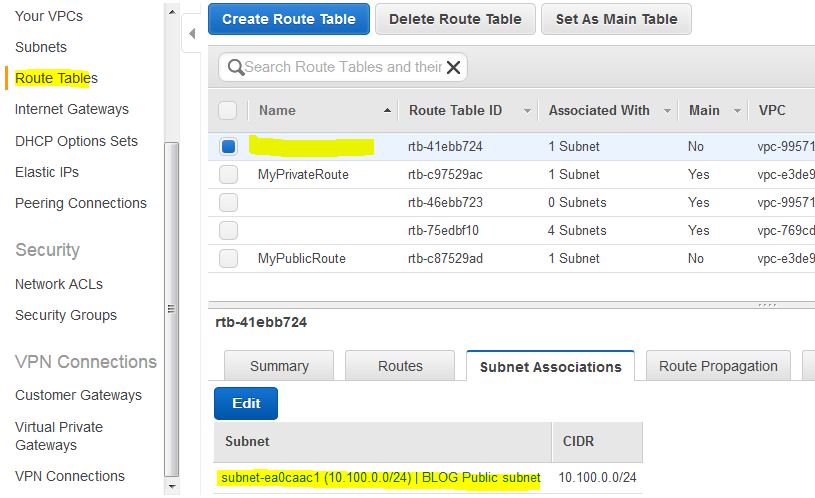 Your VPCs
Subnets
Route Tables
Internet Gateways
DHCP Options Sets
Elastic IPs
Peering Connections
Security
Network ACLs
Security Groups
VPN Connections
Customer Gateways
Virtual Private
Gateways
VPN Connections
Create Route Table Delete Route Table Set As Main Table
Search Route Tables and their
Name Route Table ID Associated With Main VPC
rtb-41ebb724 1 Subnet No vpc-99571
MyPrivateRoute rtb-c97529ac 1 Subnet Yes vpc-e3de9
rtb-46ebb723 0 Subnets Yes vpc-99571
rtb-75edbf10 4 Subnets Yes vpc-769cd
MyPublicRoute rtb-c87529ad 1 Subnet No vpc-e3de9
rtb-41ebb724
Summary Routes Subnet Associations Route Propagation
Edit
Subnet CIDR
subnet-ea0caac1 (10.100.0.0/24) | BLOG Public subnet 10.100.0.0/24